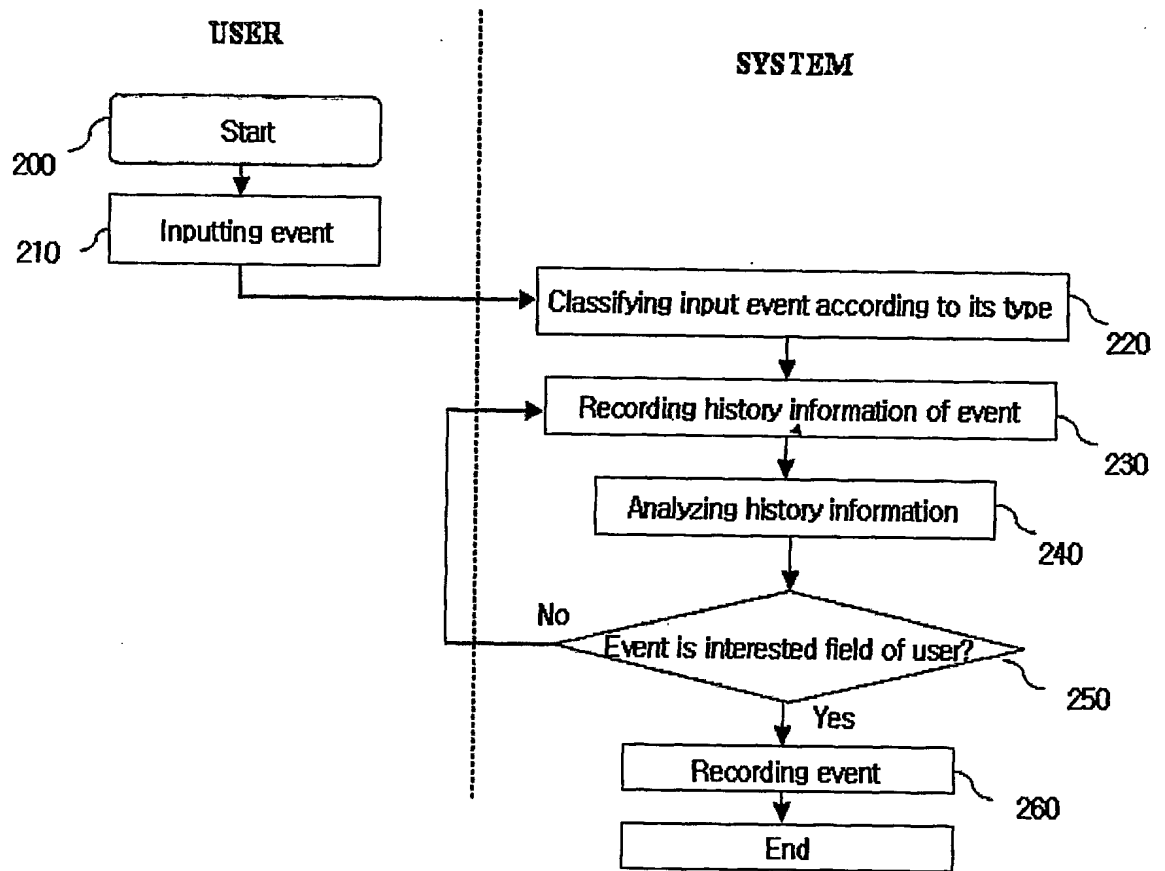 USER
SYSTEM
Start
200
Inputting event
210
Classifying input event according to its type
220
Recording history information of event
230
Analyzing history information
240
No
Event is interested field of user?
250
Yes
Recording event
260
End